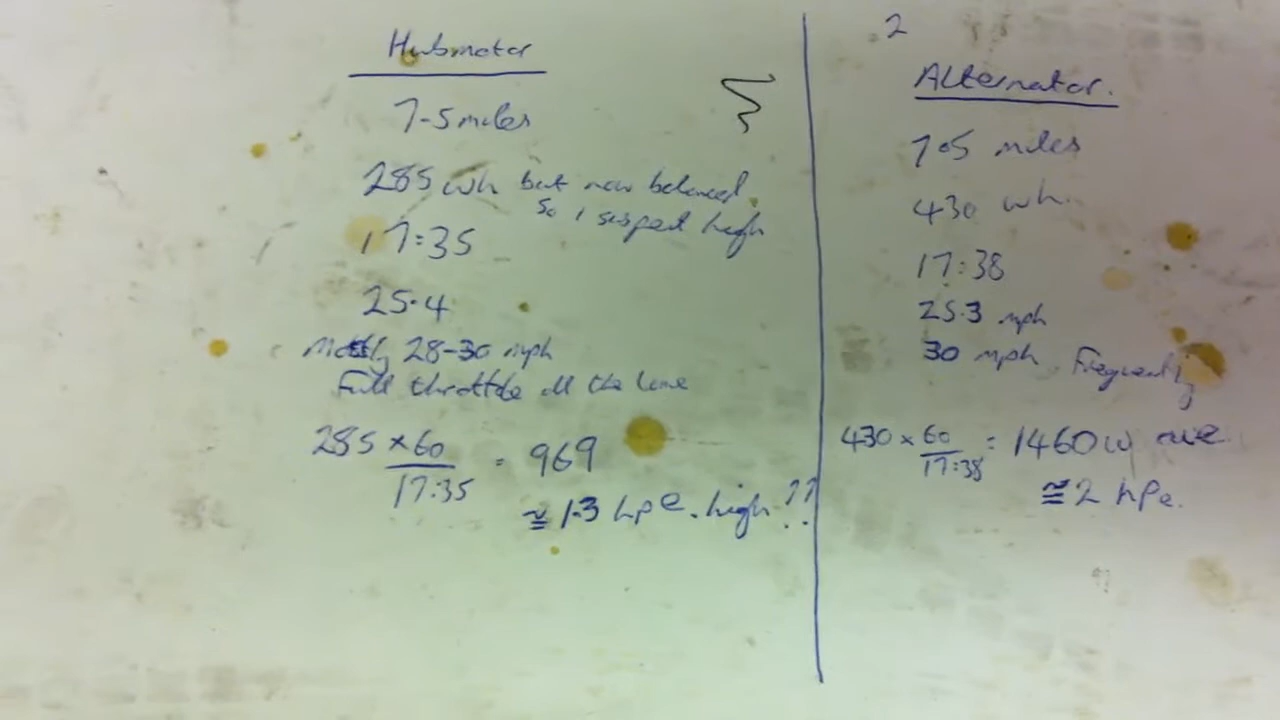 Hubmotor
7-5 miles
285 wh but now balanced
So I suspect high
17:35
25.4
Mostly 28-30 mph
Full throttle all the time
285 × 60
17:35
= 969
≅ 1.3 hpe. high ??
2
Alternator.
7.5 miles
430 wh.
17:38
25.3 mph
30 mph Frequently
430 × 60
17:38
= 1460 w ave
≅ 2 hpe.